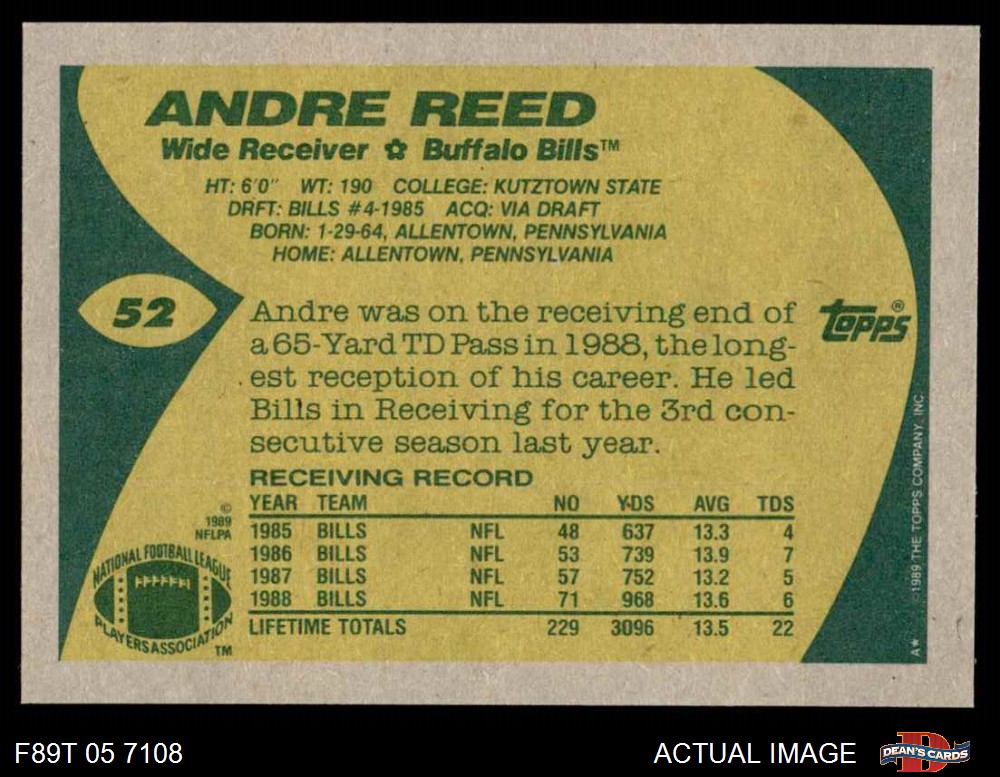 ANDRE REED
Wide Receiver ✿ Buffalo Bills™
HT: 6'0" WT: 190 COLLEGE: KUTZTOWN STATE
DRFT: BILLS #4-1985 ACQ: VIA DRAFT
BORN: 1-29-64, ALLENTOWN, PENNSYLVANIA
HOME: ALLENTOWN, PENNSYLVANIA
52
Andre was on the receiving end of
a 65-Yard TD Pass in 1988, the long-
est reception of his career. He led
Bills in Receiving for the 3rd con-
secutive season last year.
topps®
RECEIVING RECORD
YEAR TEAM NO YDS AVG TDS
1985 BILLS NFL 48 637 13.3 4
1986 BILLS NFL 53 739 13.9 7
1987 BILLS NFL 57 752 13.2 5
1988 BILLS NFL 71 968 13.6 6
LIFETIME TOTALS 229 3096 13.5 22
©
1989
NFLPA
NATIONAL FOOTBALL LEAGUE
PLAYERS ASSOCIATION
TM
A* ©1989 THE TOPPS COMPANY, INC.
F89T 05 7108
ACTUAL IMAGE
D
DEAN'S CARDS